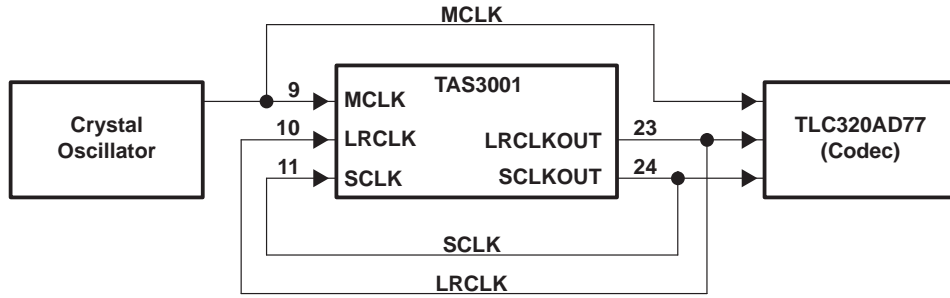 MCLK
TAS3001
Crystal
Oscillator
9
MCLK
10
LRCLK
11
SCLK
LRCLKOUT
23
SCLKOUT
24
TLC320AD77
(Codec)
SCLK
LRCLK